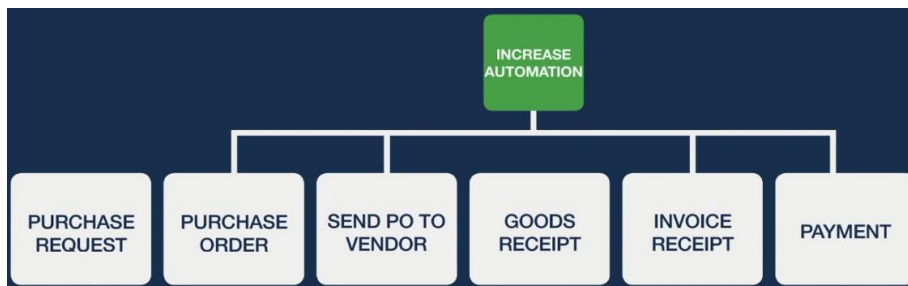 INCREASE
AUTOMATION
PURCHASE
REQUEST
PURCHASE
ORDER
SEND PO TO
VENDOR
GOODS
RECEIPT
INVOICE
RECEIPT
PAYMENT